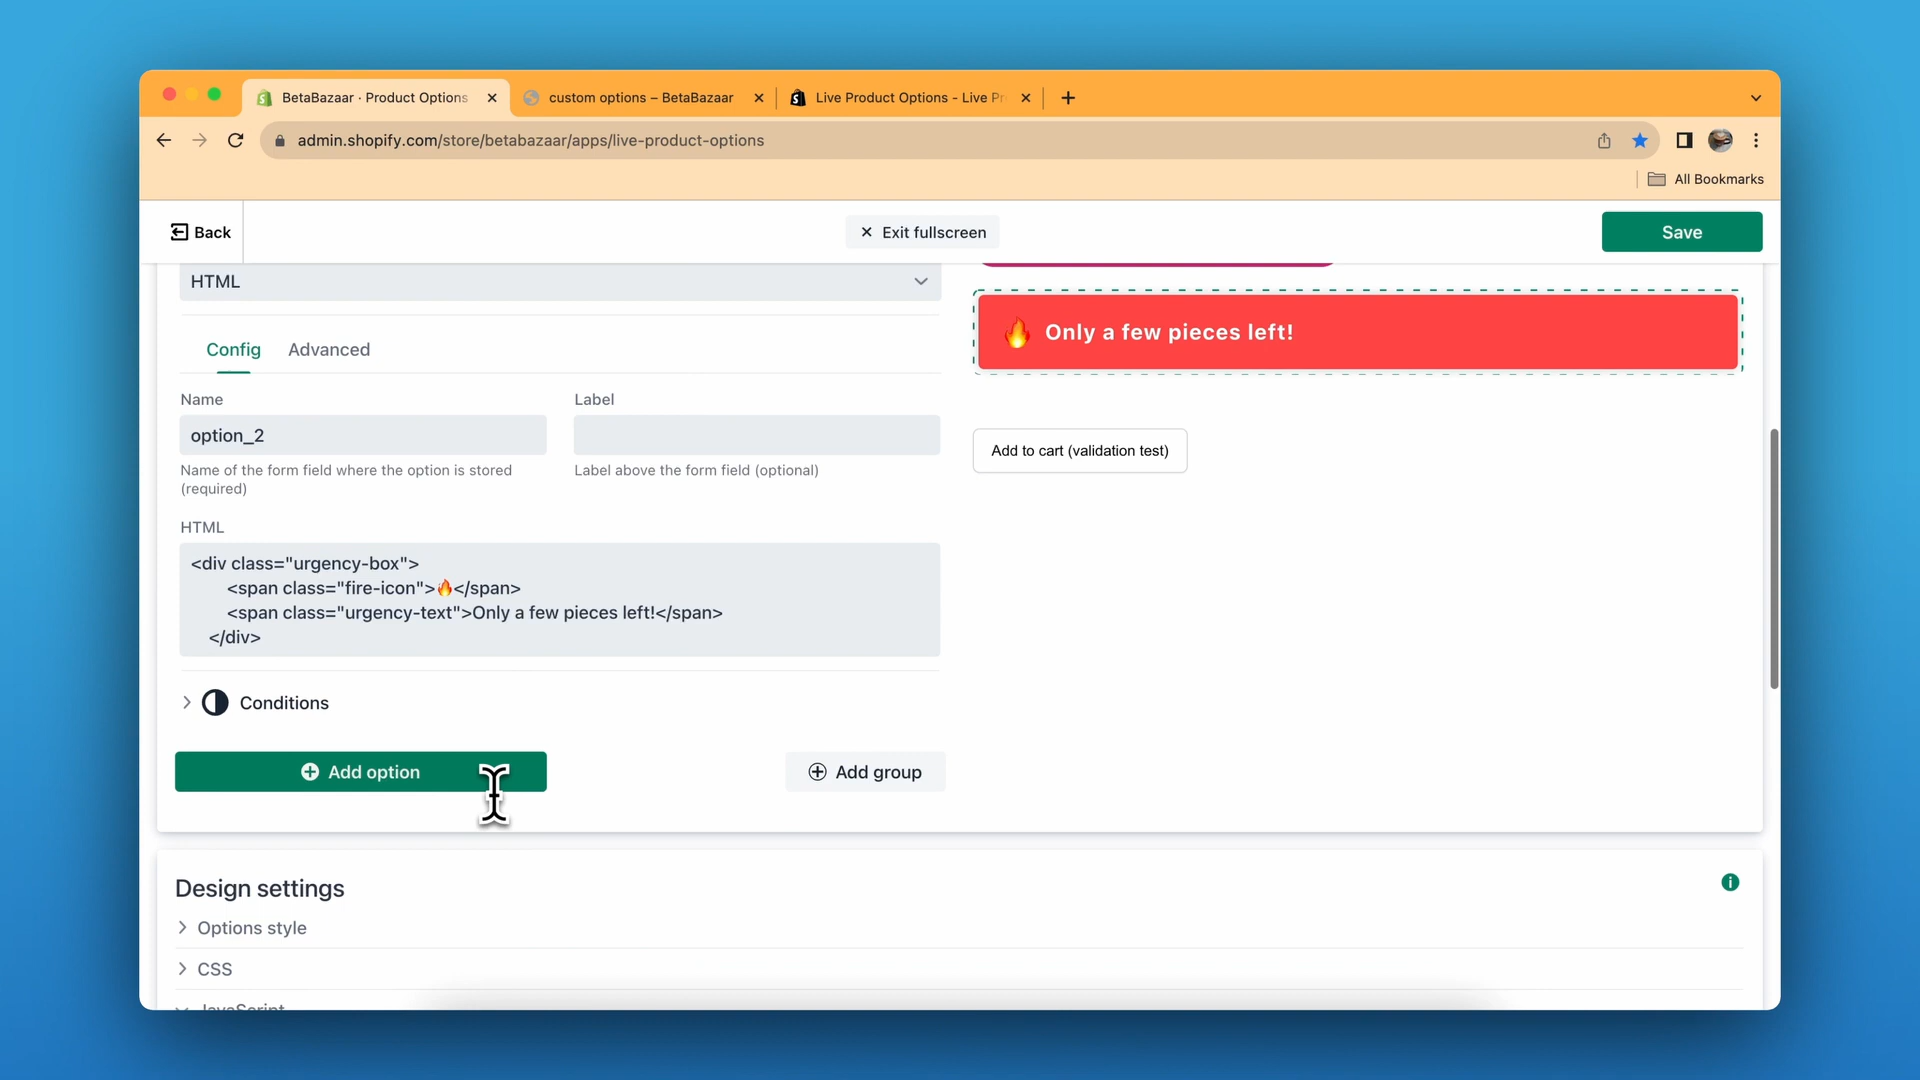 BetaBazaar · Product Options
custom options – BetaBazaar
Live Product Options - Live Pr
admin.shopify.com/store/betabazaar/apps/live-product-options
All Bookmarks
Back
Exit fullscreen
Save
HTML
🔥 Only a few pieces left!
Config
Advanced
Name
Label
option_2
Add to cart (validation test)
Name of the form field where the option is stored
(required)
Label above the form field (optional)
HTML
<div class="urgency-box">
<span class="fire-icon">🔥</span>
<span class="urgency-text">Only a few pieces left!</span>
</div>
Conditions
Add option
Add group
Design settings
Options style
CSS
JavaScript